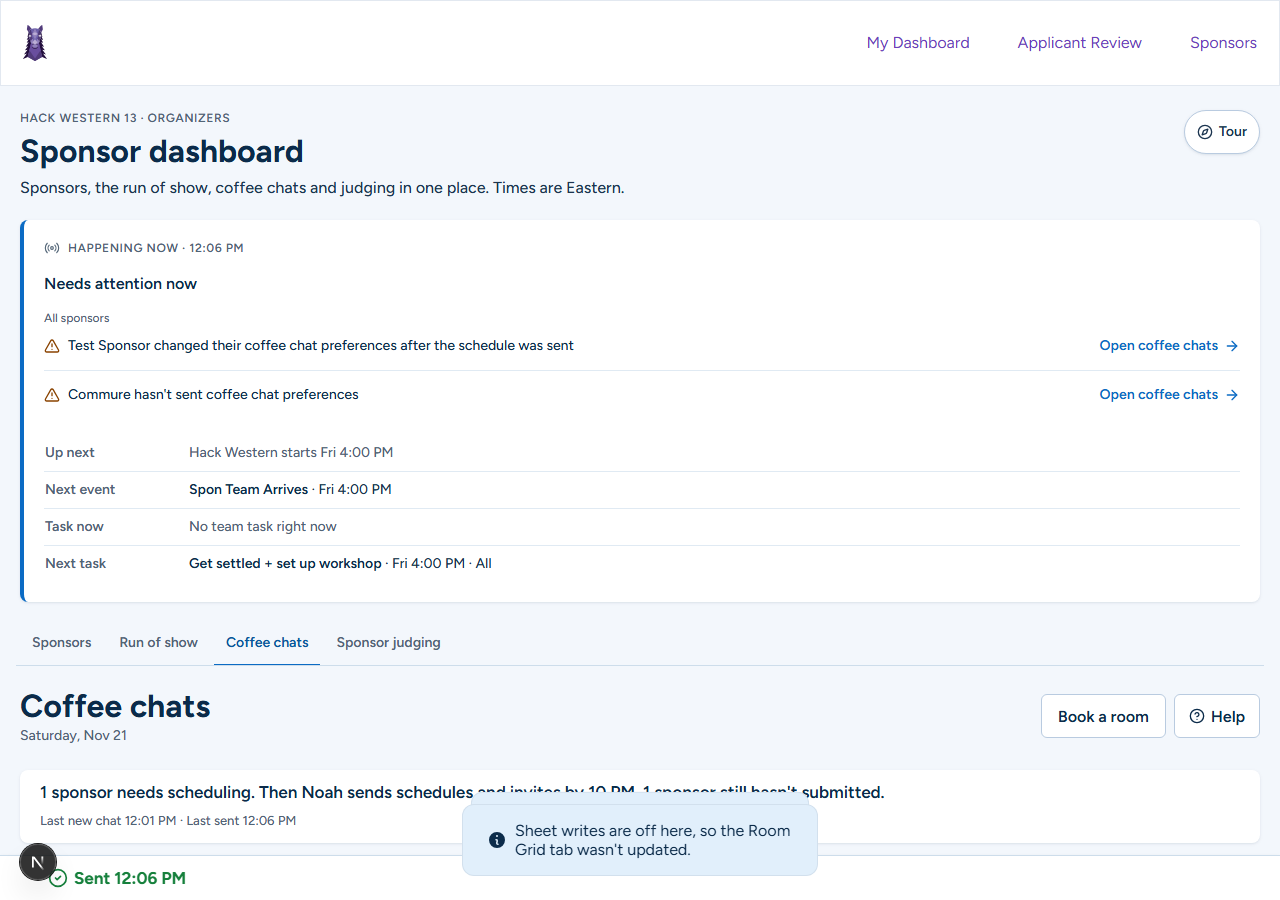 My Dashboard
Applicant Review
Sponsors
HACK WESTERN 13 · ORGANIZERS
Sponsor dashboard
Sponsors, the run of show, coffee chats and judging in one place. Times are Eastern.
Tour
HAPPENING NOW · 12:06 PM
Needs attention now
All sponsors
Test Sponsor changed their coffee chat preferences after the schedule was sent
Open coffee chats
Commure hasn't sent coffee chat preferences
Open coffee chats
Up next
Hack Western starts Fri 4:00 PM
Next event
Spon Team Arrives · Fri 4:00 PM
Task now
No team task right now
Next task
Get settled + set up workshop · Fri 4:00 PM · All
Sponsors
Run of show
Coffee chats
Sponsor judging
Coffee chats
Saturday, Nov 21
Book a room
Help
1 sponsor needs scheduling. Then Noah sends schedules and invites by 10 PM. 1 sponsor still hasn't submitted.
Last new chat 12:01 PM · Last sent 12:06 PM
Sheet writes are off here, so the Room
Grid tab wasn't updated.
N
Sent 12:06 PM